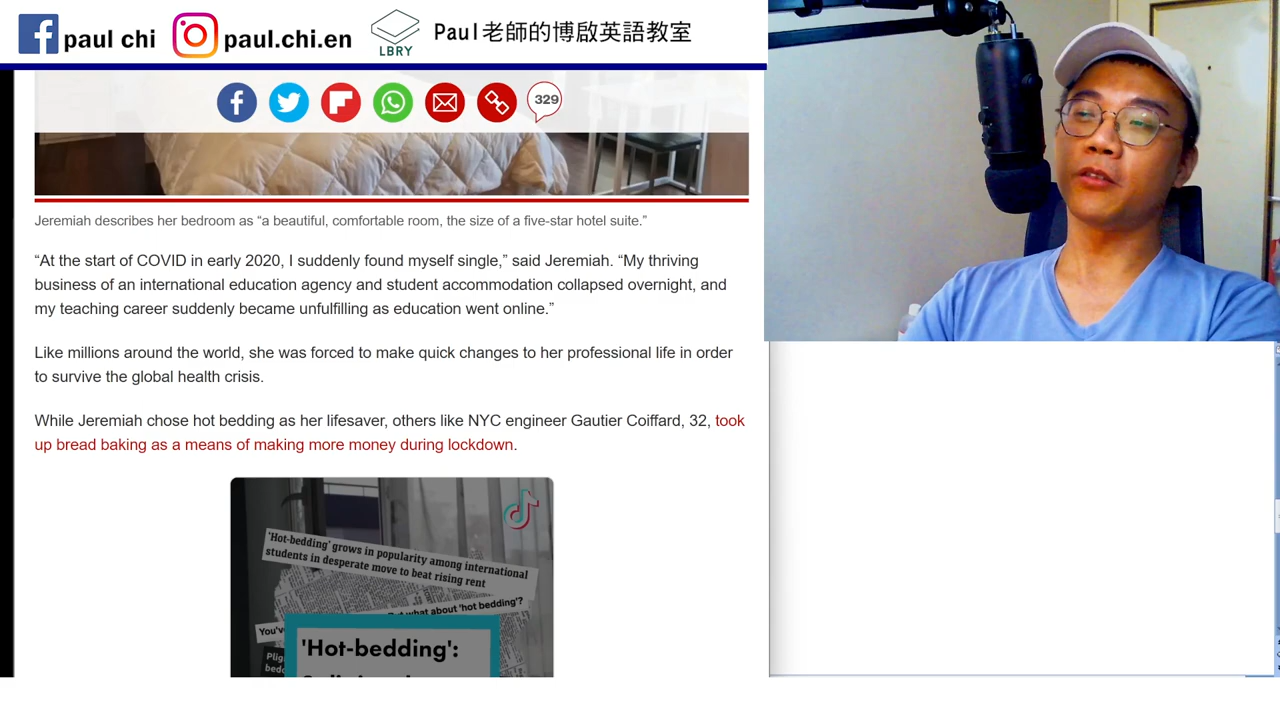 paul chi
paul.chi.en
LBRY
Paul老師的博啟英語教室
329
Jeremiah describes her bedroom as “a beautiful, comfortable room, the size of a five-star hotel suite.”
“At the start of COVID in early 2020, I suddenly found myself single,” said Jeremiah. “My thriving
business of an international education agency and student accommodation collapsed overnight, and
my teaching career suddenly became unfulfilling as education went online.”
Like millions around the world, she was forced to make quick changes to her professional life in order
to survive the global health crisis.
While Jeremiah chose hot bedding as her lifesaver, others like NYC engineer Gautier Coiffard, 32, took
up bread baking as a means of making more money during lockdown.
'Hot-bedding' grows in popularity among international
students in desperate move to beat rising rent
what about 'hot bedding'?
You've
'Hot-bedding':